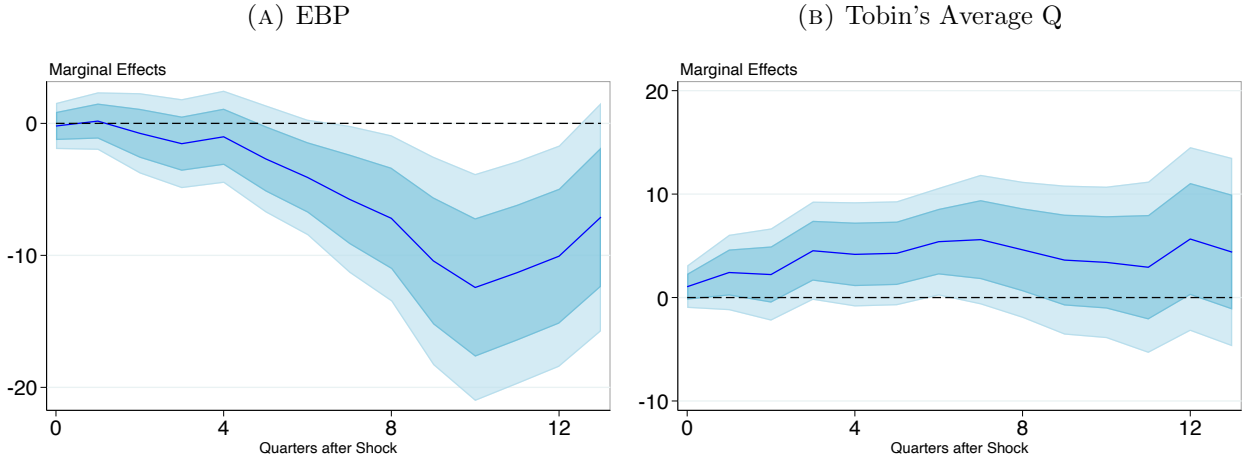 (A) EBP
Marginal Effects
0
-10
-20
0 4 8 12
Quarters after Shock
(B) Tobin's Average Q
Marginal Effects
20
10
0
-10
0 4 8 12
Quarters after Shock